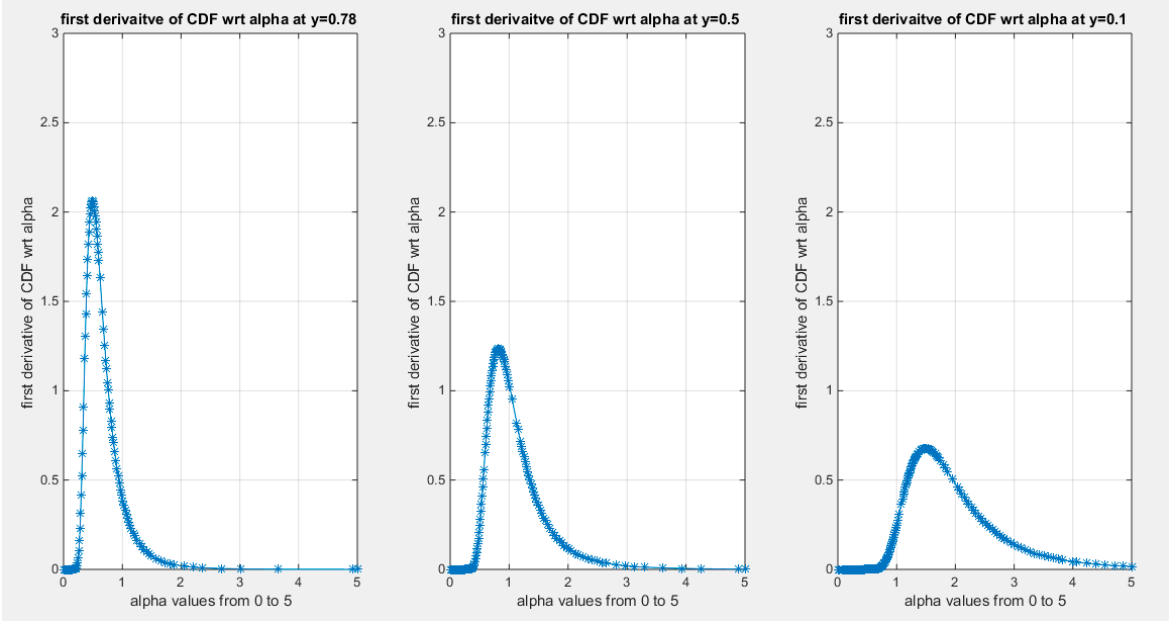 first derivaitve of CDF wrt alpha at y=0.78
3
2.5
2
1.5
1
0.5
0
first derivative of CDF wrt alpha
0 1 2 3 4 5
alpha values from 0 to 5
first derivaitve of CDF wrt alpha at y=0.5
3
2.5
2
1.5
1
0.5
0
first derivative of CDF wrt alpha
0 1 2 3 4 5
alpha values from 0 to 5
first derivaitve of CDF wrt alpha at y=0.1
3
2.5
2
1.5
1
0.5
0
first derivative of CDF wrt alpha
0 1 2 3 4 5
alpha values from 0 to 5